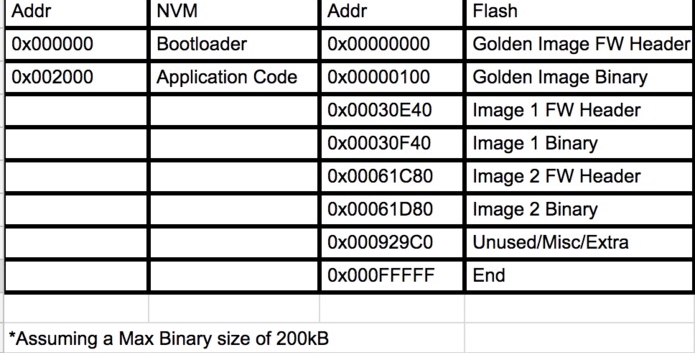 Addr NVM Addr Flash
0x000000 Bootloader 0x00000000 Golden Image FW Header
0x002000 Application Code 0x00000100 Golden Image Binary
0x00030E40 Image 1 FW Header
0x00030F40 Image 1 Binary
0x00061C80 Image 2 FW Header
0x00061D80 Image 2 Binary
0x000929C0 Unused/Misc/Extra
0x000FFFFF End
*Assuming a Max Binary size of 200kB